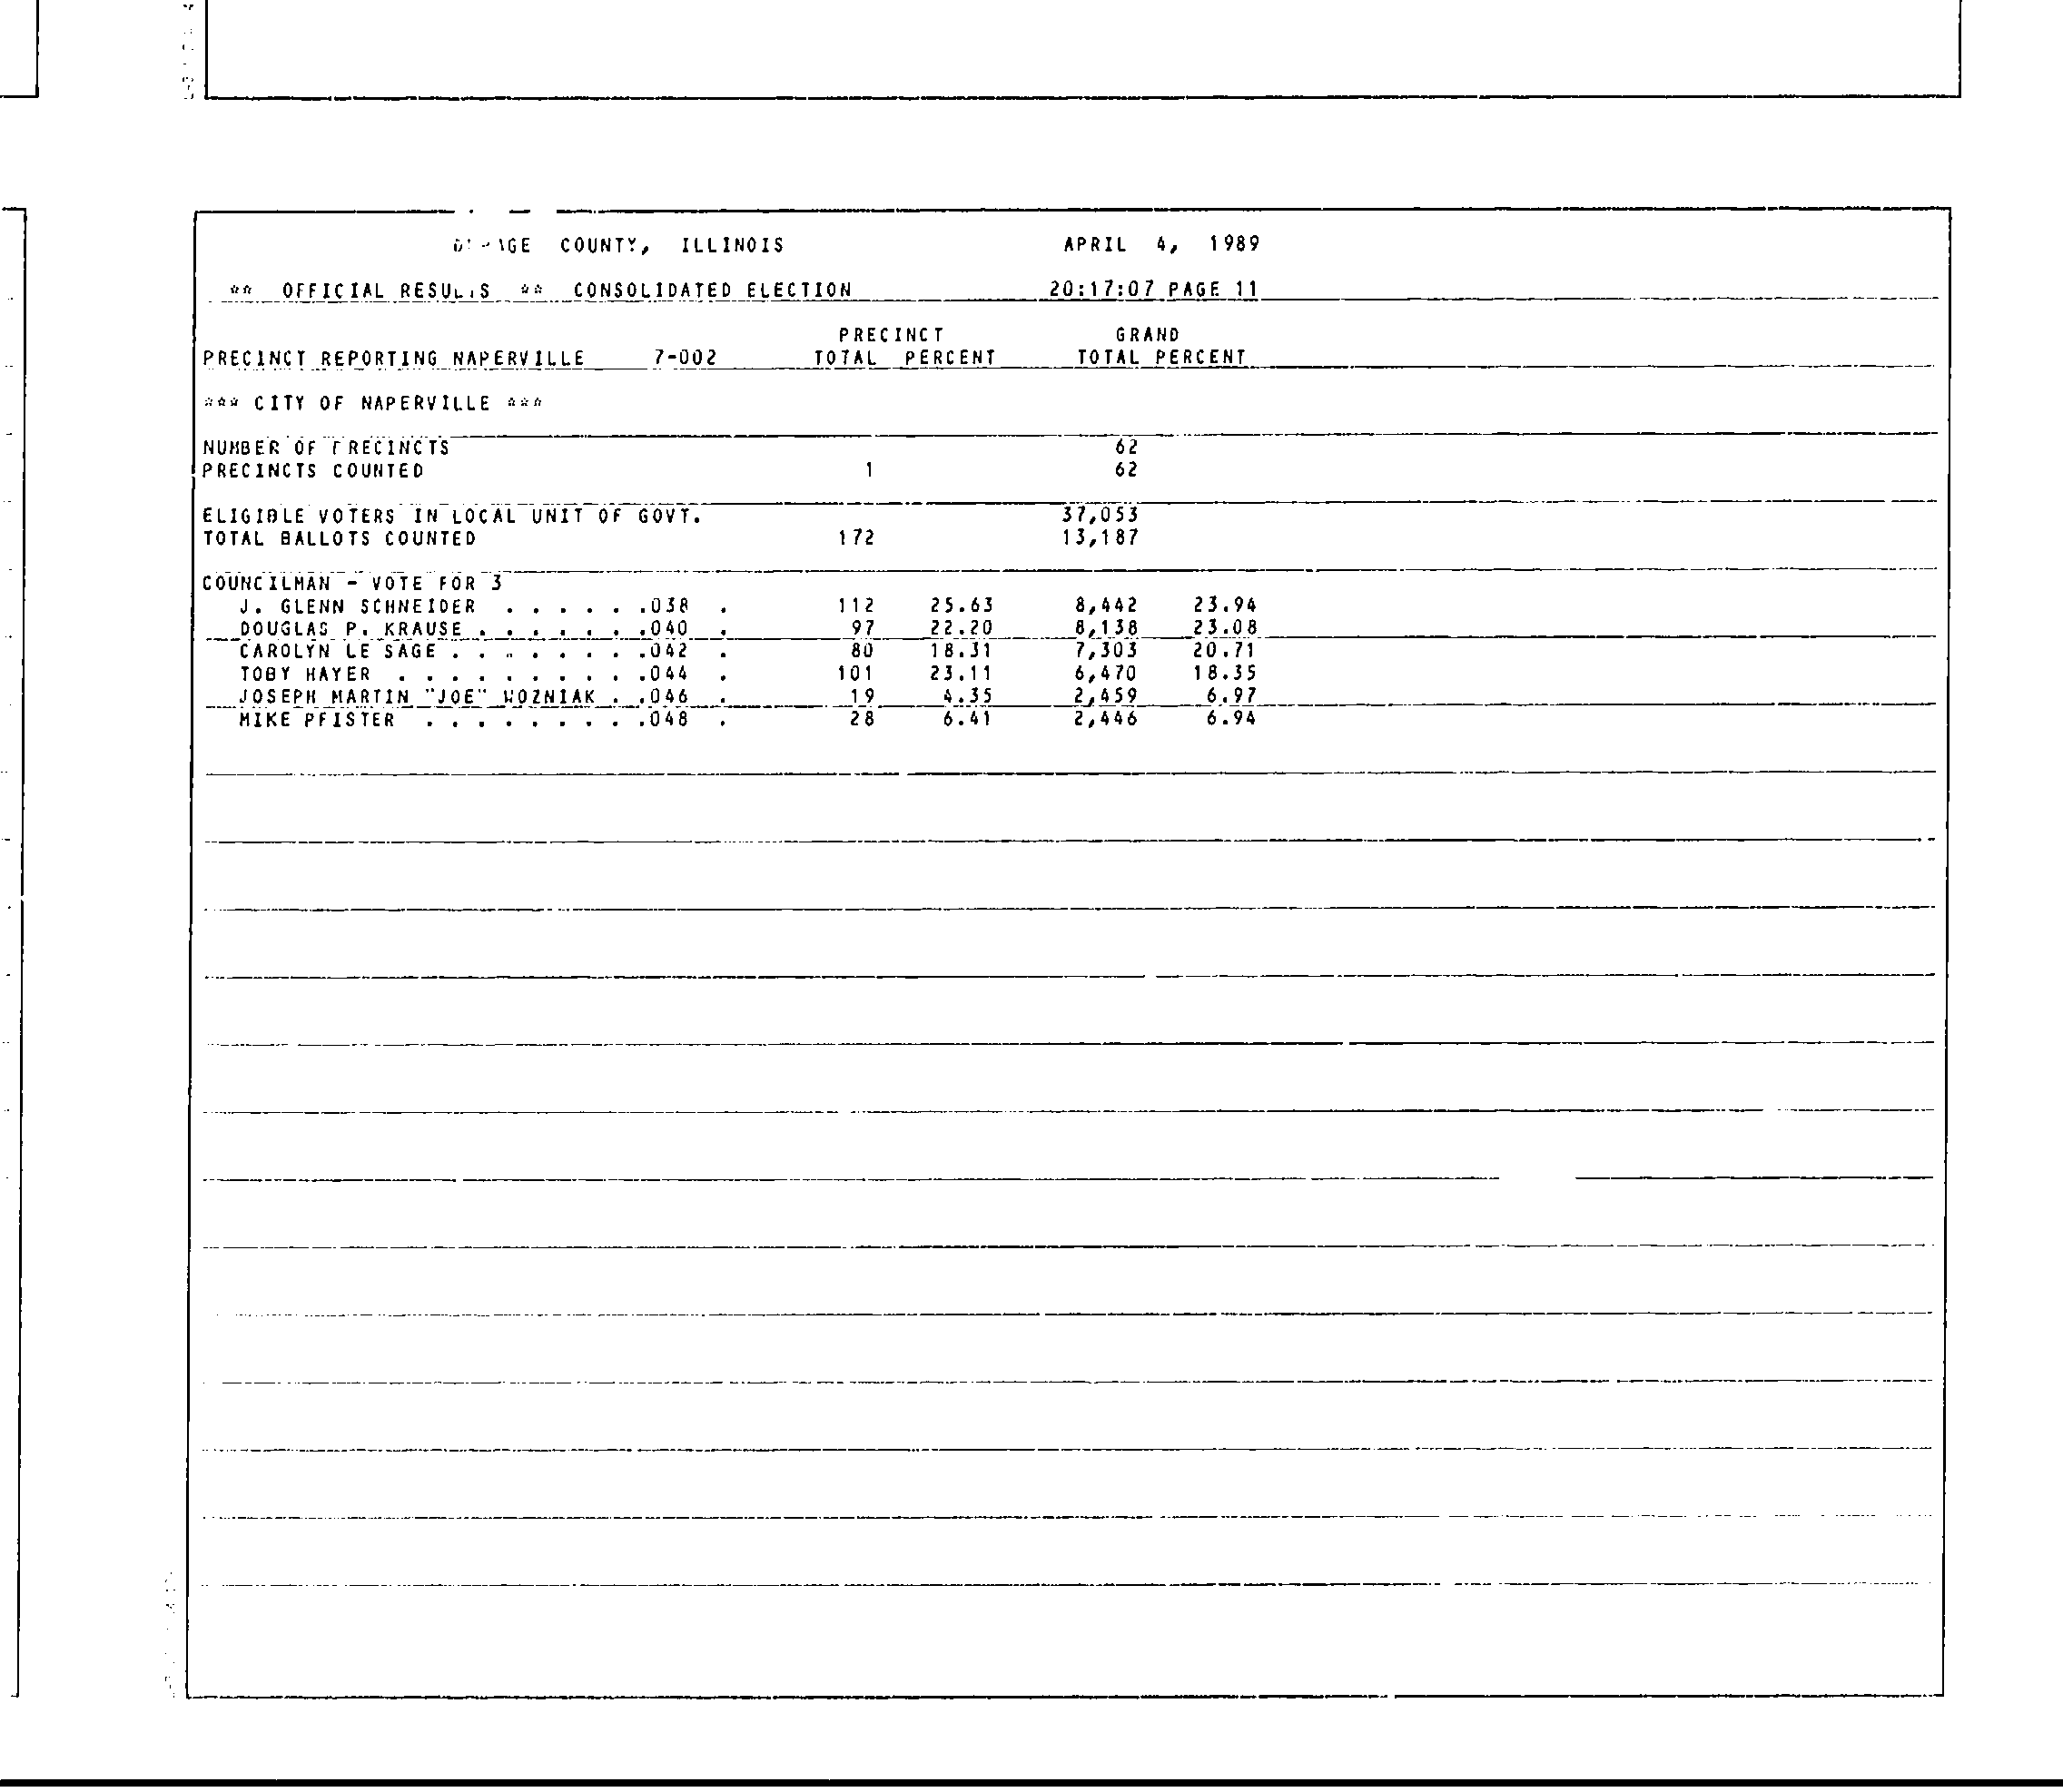 COUNTY, ILLINOIS APRIL 4, 1989
** OFFICIAL RESULTS ** CONSOLIDATED ELECTION 20:17:07 PAGE 11
PRECINCT GRAND
PRECINCT REPORTING NAPERVILLE 7-002 TOTAL PERCENT TOTAL PERCENT
*** CITY OF NAPERVILLE ***
NUMBER OF PRECINCTS 62
PRECINCTS COUNTED 1 62
ELIGIBLE VOTERS IN LOCAL UNIT OF GOVT. 37,053
TOTAL BALLOTS COUNTED 172 13,187
COUNCILMAN - VOTE FOR 3
J. GLENN SCHNEIDER . . . . . .038 . 112 25.63 8,442 23.94
DOUGLAS P. KRAUSE . . . . . . .040 . 97 22.20 8,138 23.08
CAROLYN LE SAGE . . . . . . . .042 . 80 18.31 7,303 20.71
TOBY HAYER . . . . . . . . . .044 . 101 23.11 6,470 18.35
JOSEPH MARTIN "JOE" WOZNIAK . .046 . 19 4.35 2,459 6.97
MIKE PFISTER . . . . . . . . .048 . 28 6.41 2,446 6.94